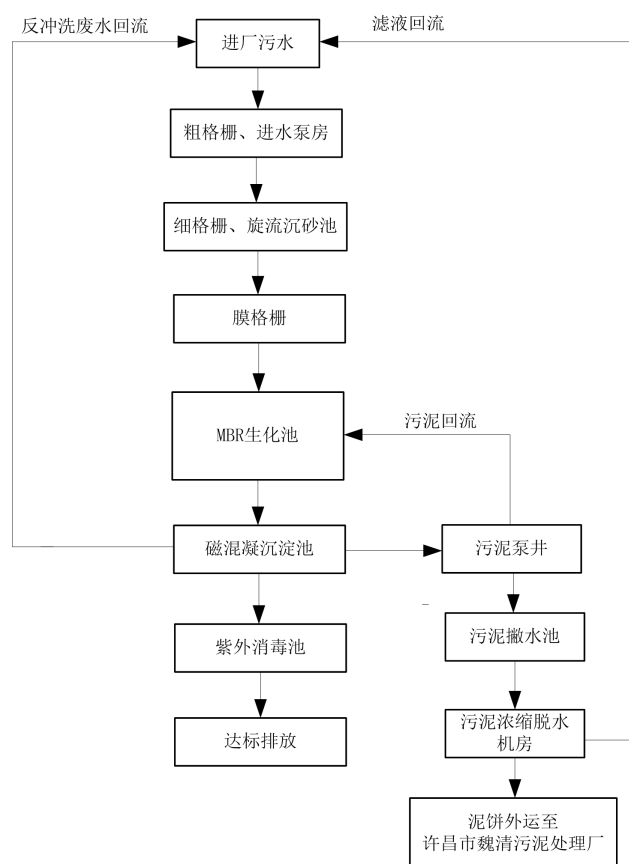 反冲洗废水回流
滤液回流
进厂污水
粗格栅、进水泵房
细格栅、旋流沉砂池
膜格栅
MBR生化池
污泥回流
磁混凝沉淀池
污泥泵井
紫外消毒池
污泥撇水池
达标排放
污泥浓缩脱水
机房
泥饼外运至
许昌市魏清污泥处理厂